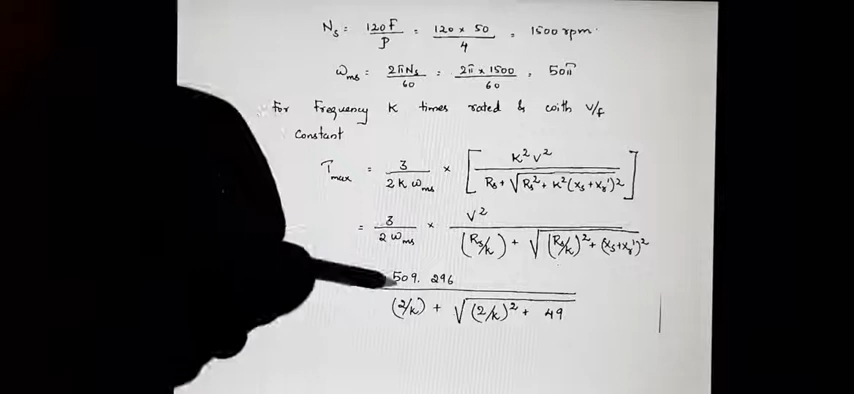 Ns = 120F/P = 120 x 50/4 = 1500 rpm.
ωms = 2πNs/60 = 2π x 1500/60 = 50π
For Frequency K times rated & with V/f
Constant
Tmax = 3/2Kωms x [K²V²/Rs+√Rs²+K²(Xs+Xr')²]
= 3/2ωms x V²/(Rs/K) + √(Rs/K)²+(Xs+Xr')²
509.296/(2/K) + √(2/K)² + 49